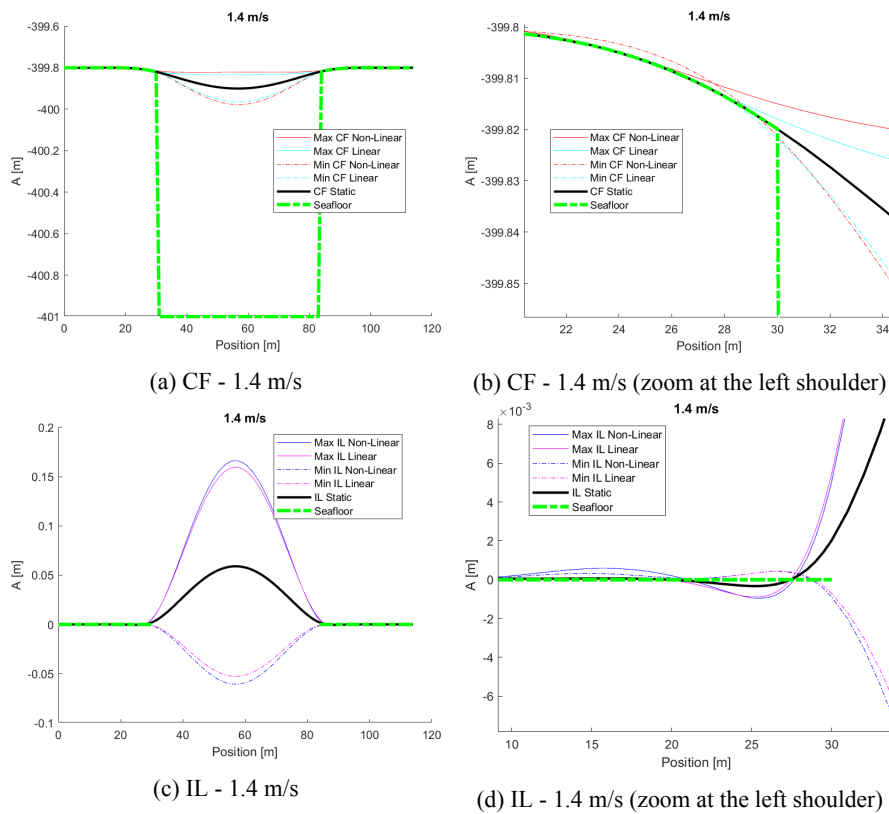 1.4 m/s
-399.6
-399.8
-400
-400.2
-400.4
-400.6
-400.8
-401
A [m]
0 20 40 60 80 100 120
Position [m]
Max CF Non-Linear
Max CF Linear
Min CF Non-Linear
Min CF Linear
CF Static
Seafloor
(a) CF - 1.4 m/s
1.4 m/s
-399.8
-399.81
-399.82
-399.83
-399.84
-399.85
A [m]
22 24 26 28 30 32 34
Position [m]
Max CF Non-Linear
Max CF Linear
Min CF Non-Linear
Min CF Linear
CF Static
Seafloor
(b) CF - 1.4 m/s (zoom at the left shoulder)
1.4 m/s
0.2
0.15
0.1
0.05
0
-0.05
-0.1
A [m]
0 20 40 60 80 100 120
Position [m]
Max IL Non-Linear
Max IL Linear
Min IL Non-Linear
Min IL Linear
IL Static
Seafloor
(c) IL - 1.4 m/s
1.4 m/s
×10⁻³
8
6
4
2
0
-2
-4
-6
A [m]
10 15 20 25 30
Position [m]
Max IL Non-Linear
Max IL Linear
Min IL Non-Linear
Min IL Linear
IL Static
Seafloor
(d) IL - 1.4 m/s (zoom at the left shoulder)